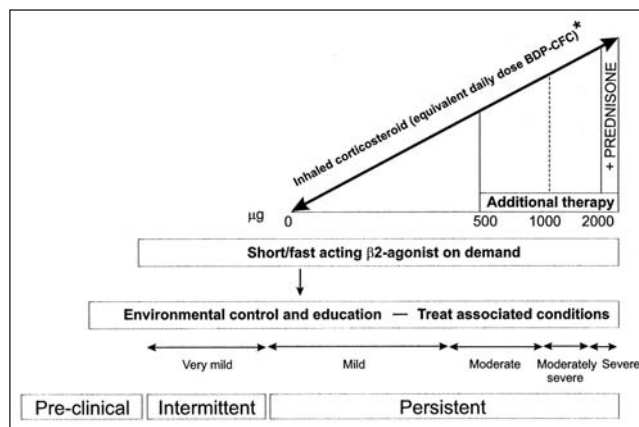 Inhaled corticosteroid (equivalent daily dose BDP-CFC)*
+ PREDNISONE
Additional therapy
µg 0 500 1000 2000
Short/fast acting β2-agonist on demand
Environmental control and education — Treat associated conditions
Very mild Mild Moderate Moderately Severe
severe
Pre-clinical Intermittent Persistent